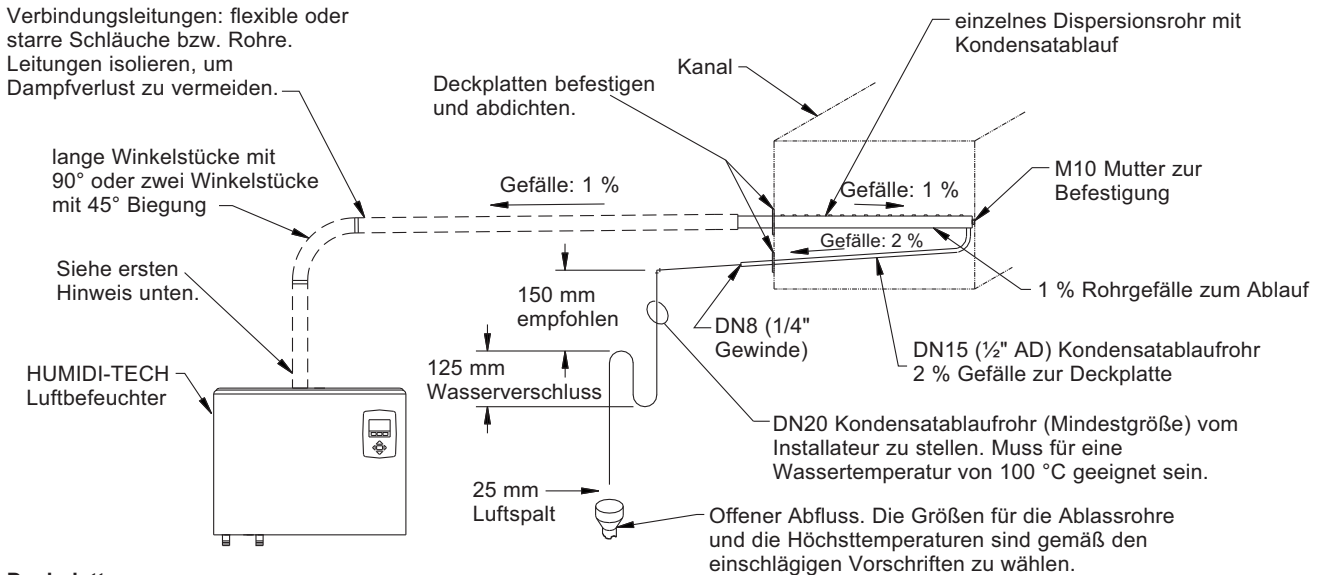 Verbindungsleitungen: flexible oder
starre Schläuche bzw. Rohre.
Leitungen isolieren, um
Dampfverlust zu vermeiden.
einzelnes Dispersionsrohr mit
Kondensatablauf
Kanal
Deckplatten befestigen
und abdichten.
lange Winkelstücke mit
90° oder zwei Winkelstücke
mit 45° Biegung
M10 Mutter zur
Befestigung
Gefälle: 1 %
Gefälle: 1 %
Gefälle: 2 %
Siehe ersten
Hinweis unten.
1 % Rohrgefälle zum Ablauf
150 mm
empfohlen
DN8 (1/4"
Gewinde)
DN15 (½" AD) Kondensatablaufrohr
2 % Gefälle zur Deckplatte
125 mm
Wasserverschluss
HUMIDI-TECH
Luftbefeuchter
DN20 Kondensatablaufrohr (Mindestgröße) vom
Installateur zu stellen. Muss für eine
Wassertemperatur von 100 °C geeignet sein.
25 mm
Luftspalt
Offener Abfluss. Die Größen für die Ablassrohre
und die Höchsttemperaturen sind gemäß den
einschlägigen Vorschriften zu wählen.